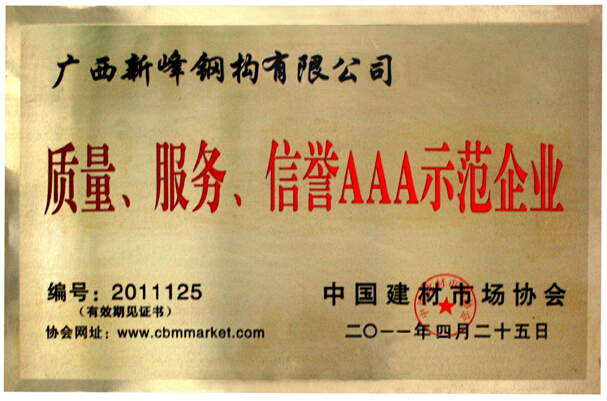 广西新峰钢构有限公司
质量、服务、信誉AAA示范企业
编号：2011125
（有效期见证书）
协会网址：www.cbmmarket.com
中国建材市场协会
二〇一一年四月二十五日